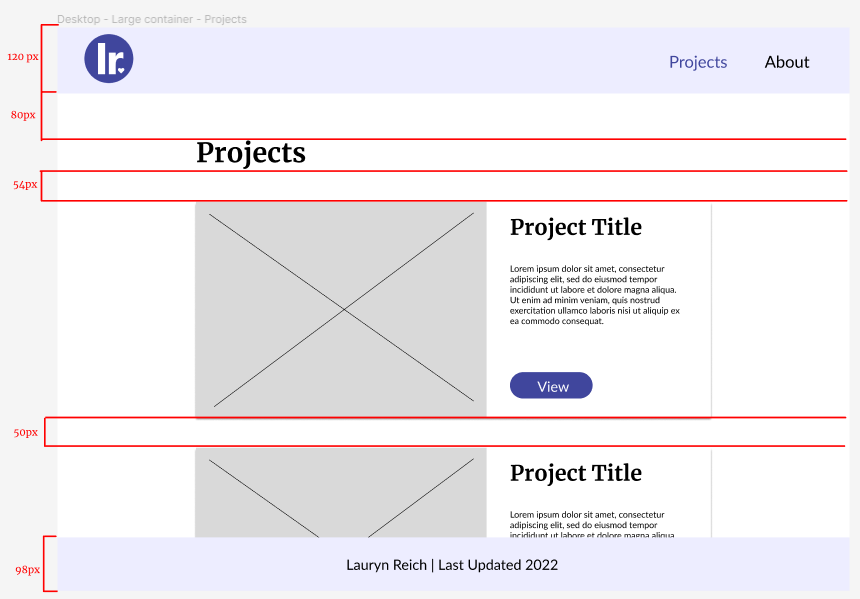 Desktop - Large container - Projects
120 px
lr.
Projects
About
80px
Projects
54px
Project Title
Lorem ipsum dolor sit amet, consectetur
adipiscing elit, sed do eiusmod tempor
incididunt ut labore et dolore magna aliqua.
Ut enim ad minim veniam, quis nostrud
exercitation ullamco laboris nisi ut aliquip ex
ea commodo consequat.
View
50px
Project Title
Lorem ipsum dolor sit amet, consectetur
adipiscing elit, sed do eiusmod tempor
incididunt ut labore et dolore magna aliqua.
98px
Lauryn Reich | Last Updated 2022